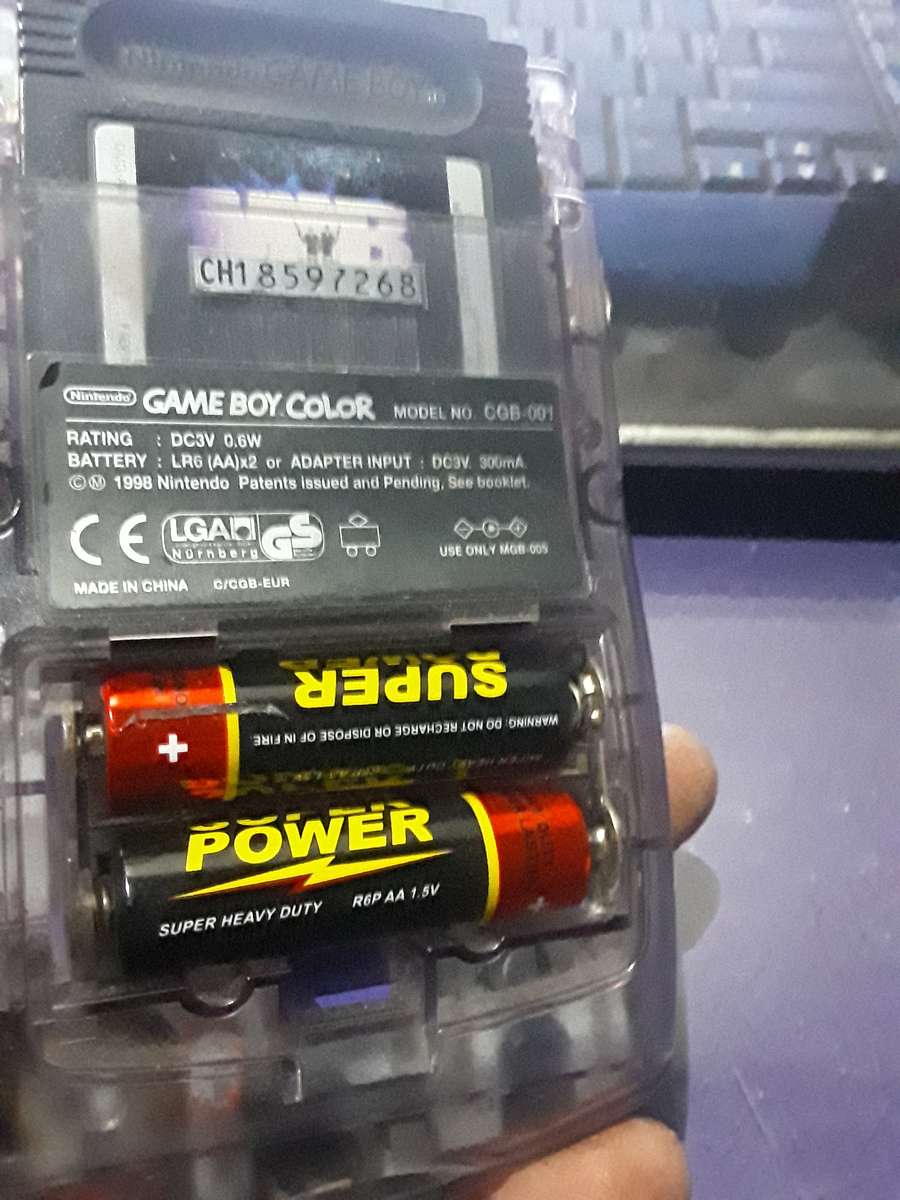 Nintendo GAME BOY
CH18597268
Nintendo GAME BOY COLOR MODEL NO. CGB-001
RATING : DC3V 0.6W
BATTERY : LR6 (AA)x2 or ADAPTER INPUT : DC3V 300mA
©Ⓜ 1998 Nintendo Patents issued and Pending, See booklet.
CE LGA Nürnberg GS
USE ONLY MGB-005
MADE IN CHINA C/CGB-EUR
SUPER
POWER
WARNING: DO NOT RECHARGE OR DISPOSE OF IN FIRE
+
SUPER
POWER
SUPER HEAVY DUTY R6P AA 1.5V
+